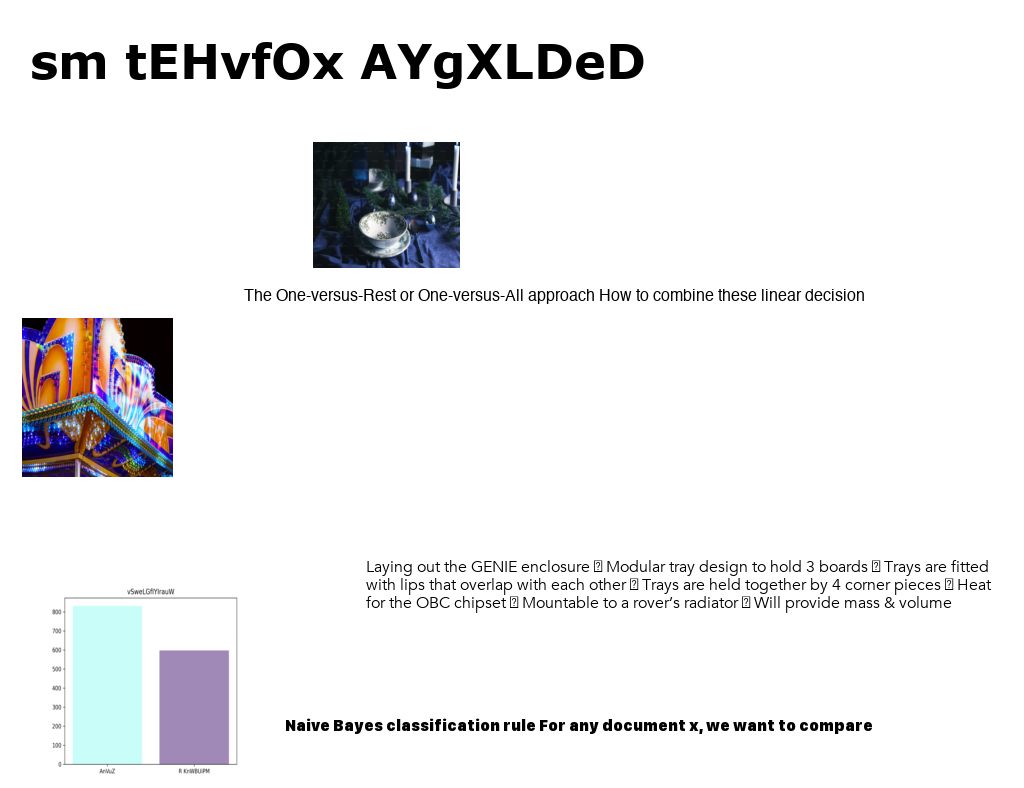 sm tEHvfOx AYgXLDeD
The One-versus-Rest or One-versus-All approach How to combine these linear decision
Laying out the GENIE enclosure ⍰ Modular tray design to hold 3 boards ⍰ Trays are fitted
with lips that overlap with each other ⍰ Trays are held together by 4 corner pieces ⍰ Heat
for the OBC chipset ⍰ Mountable to a rover’s radiator ⍰ Will provide mass & volume
vSweLGflYIrauW
800
700
600
500
400
300
200
100
0
AnVuZ R KnWBUiPM
Naive Bayes classification rule For any document x, we want to compare